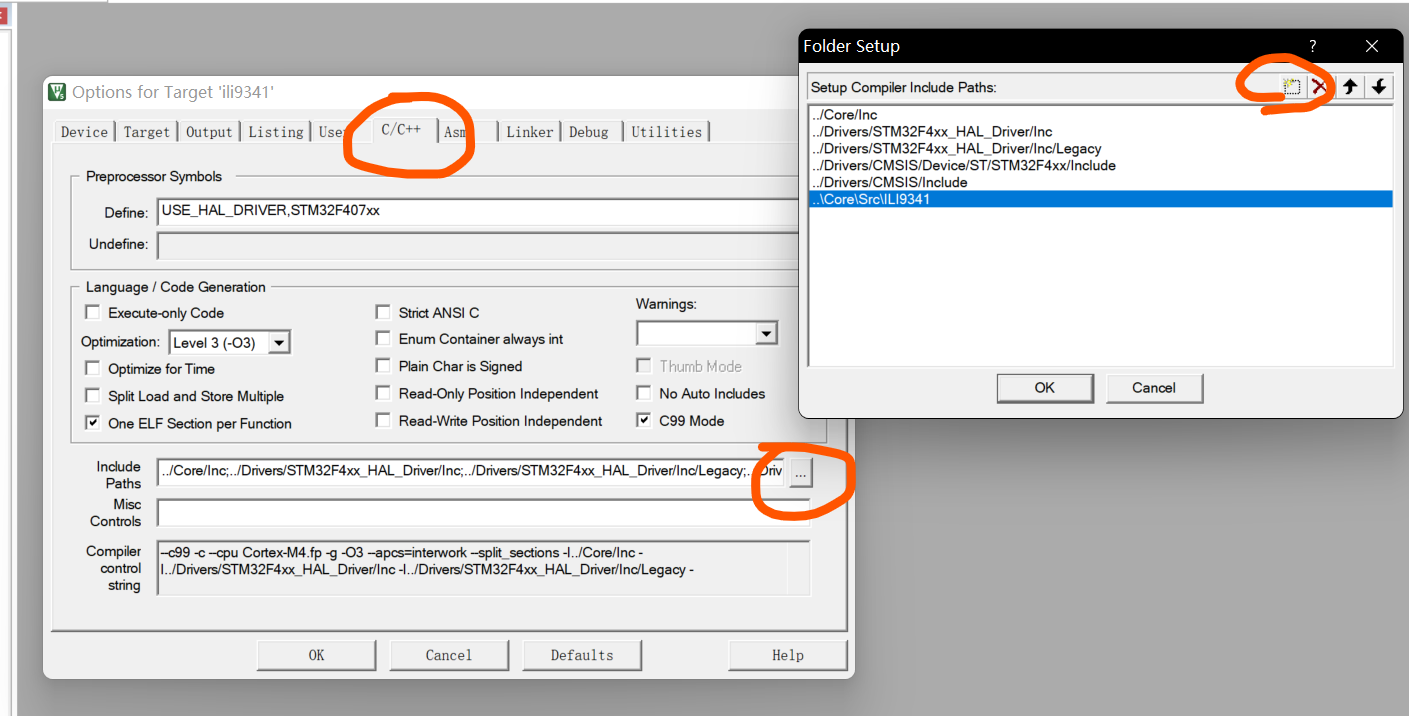 Options for Target 'ili9341'
Device Target Output Listing Use C/C++ Asm Linker Debug Utilities
Preprocessor Symbols
Define: USE_HAL_DRIVER,STM32F407xx
Undefine:
Language / Code Generation
Execute-only Code
Optimization: Level 3 (-O3)
Optimize for Time
Split Load and Store Multiple
One ELF Section per Function
Strict ANSI C
Enum Container always int
Plain Char is Signed
Read-Only Position Independent
Read-Write Position Independent
Warnings:
Thumb Mode
No Auto Includes
C99 Mode
Include
Paths
../Core/Inc;../Drivers/STM32F4xx_HAL_Driver/Inc;../Drivers/STM32F4xx_HAL_Driver/Inc/Legacy;../Driv
...
Misc
Controls
Compiler
control
string
--c99 -c --cpu Cortex-M4.fp -g -O3 --apcs=interwork --split_sections -I../Core/Inc -
I../Drivers/STM32F4xx_HAL_Driver/Inc -I../Drivers/STM32F4xx_HAL_Driver/Inc/Legacy -
OK Cancel Defaults Help
Folder Setup ?
Setup Compiler Include Paths:
../Core/Inc
../Drivers/STM32F4xx_HAL_Driver/Inc
../Drivers/STM32F4xx_HAL_Driver/Inc/Legacy
../Drivers/CMSIS/Device/ST/STM32F4xx/Include
../Drivers/CMSIS/Include
..\Core\Src\ILI9341
OK Cancel